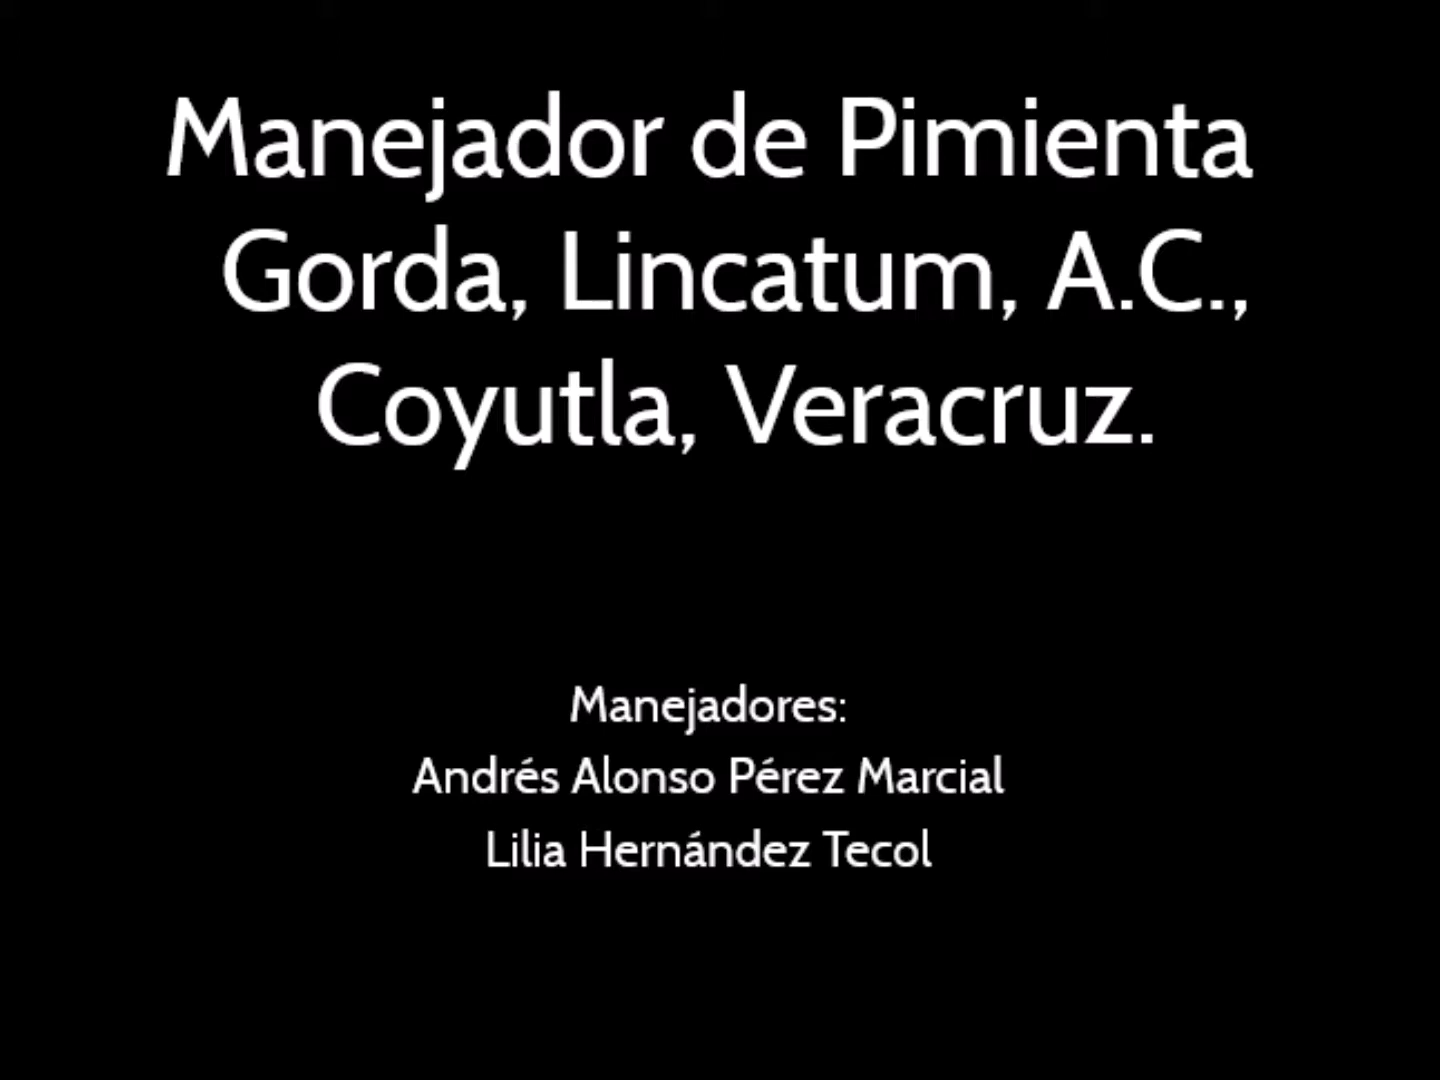 Manejador de Pimienta
Gorda, Lincatum, A.C.,
Coyutla, Veracruz.
Manejadores:
Andrés Alonso Pérez Marcial
Lilia Hernández Tecol